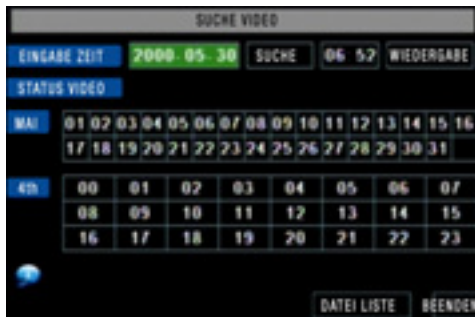 SUCHE VIDEO
EINGABE ZEIT 2000-05-30 SUCHE 06 52 WIEDERGABE
STATUS VIDEO
MAI 01 02 03 04 05 06 07 08 09 10 11 12 13 14 15 16
17 18 19 20 21 22 23 24 25 26 27 28 29 30 31
4th 00 01 02 03 04 05 06 07
08 09 10 11 12 13 14 15
16 17 18 19 20 21 22 23
DATEI LISTE BEENDEN